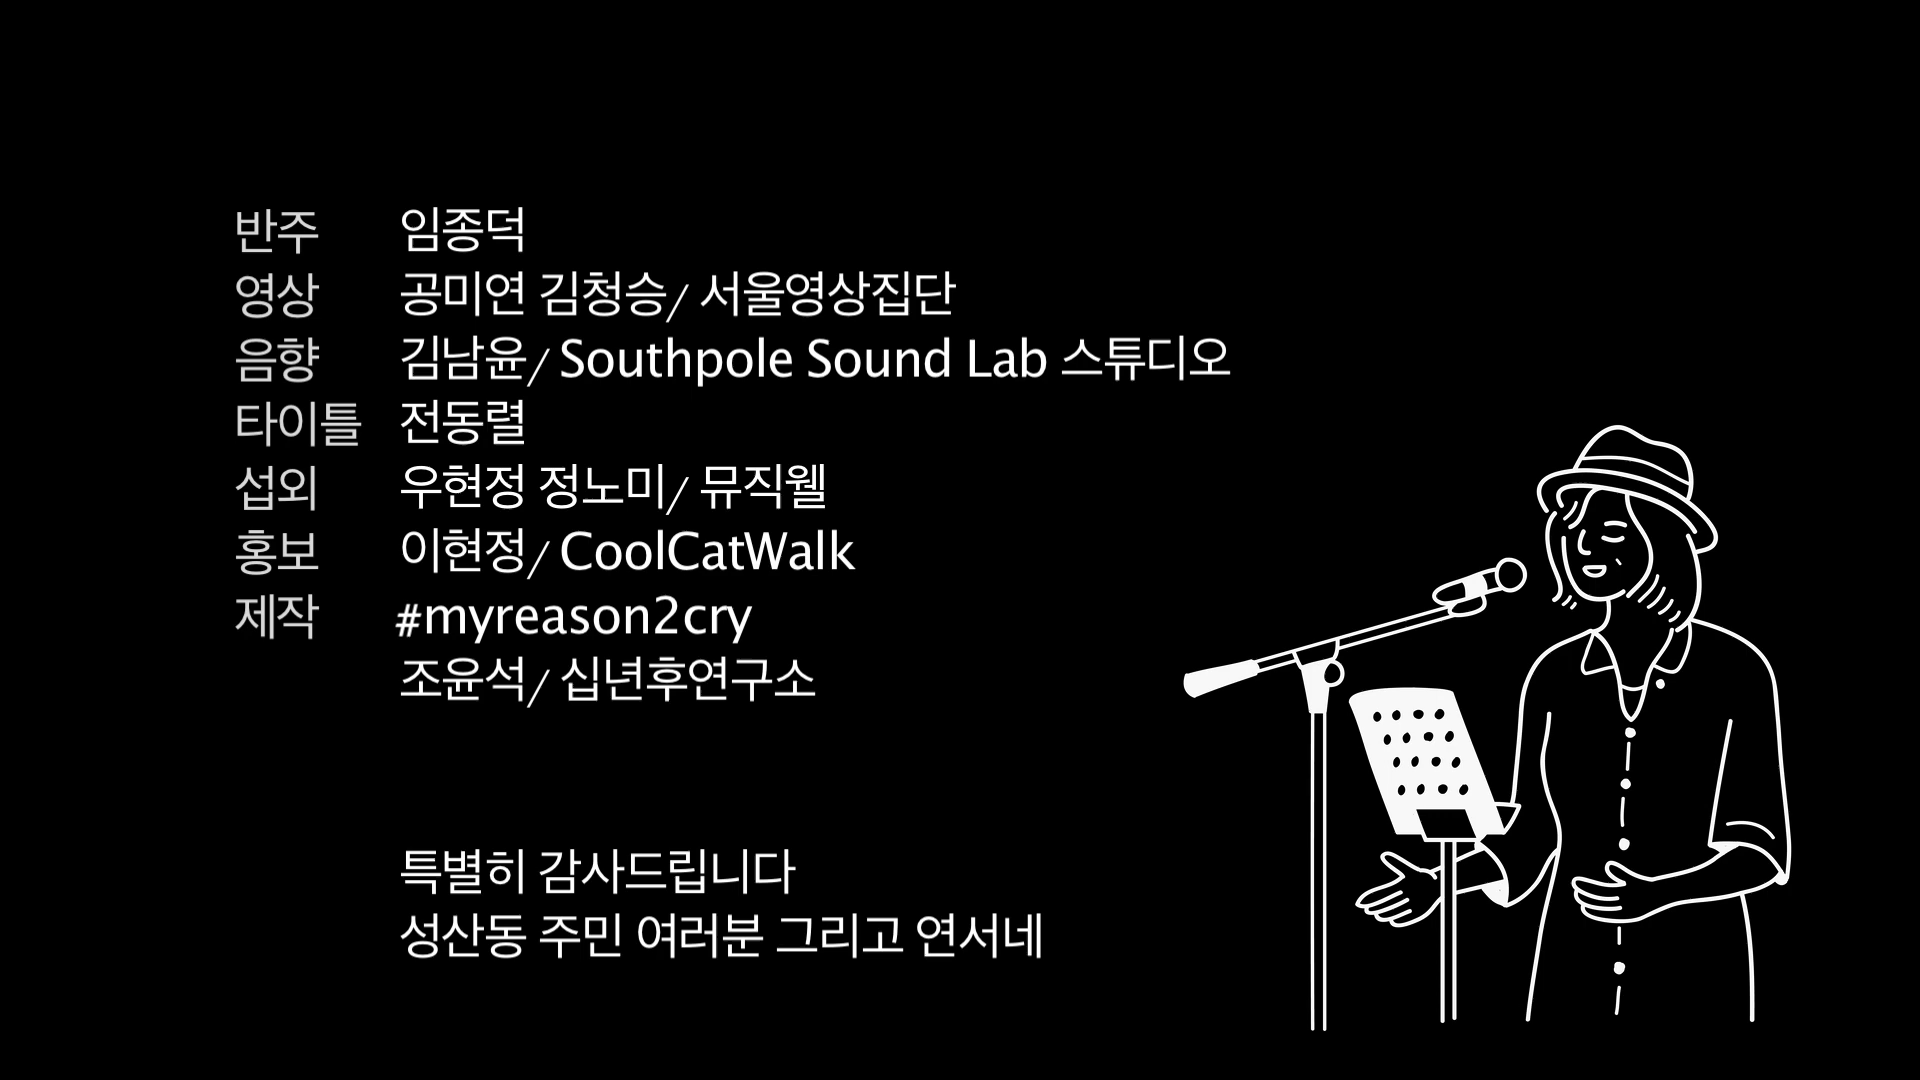 반주 임종덕
영상 공미연 김청승/ 서울영상집단
음향 김남윤/ Southpole Sound Lab 스튜디오
타이틀 전동렬
섭외 우현정 정노미/ 뮤직웰
홍보 이현정/ CoolCatWalk
제작 #myreason2cry
조윤석/ 십년후연구소
특별히 감사드립니다
성산동 주민 여러분 그리고 연서네